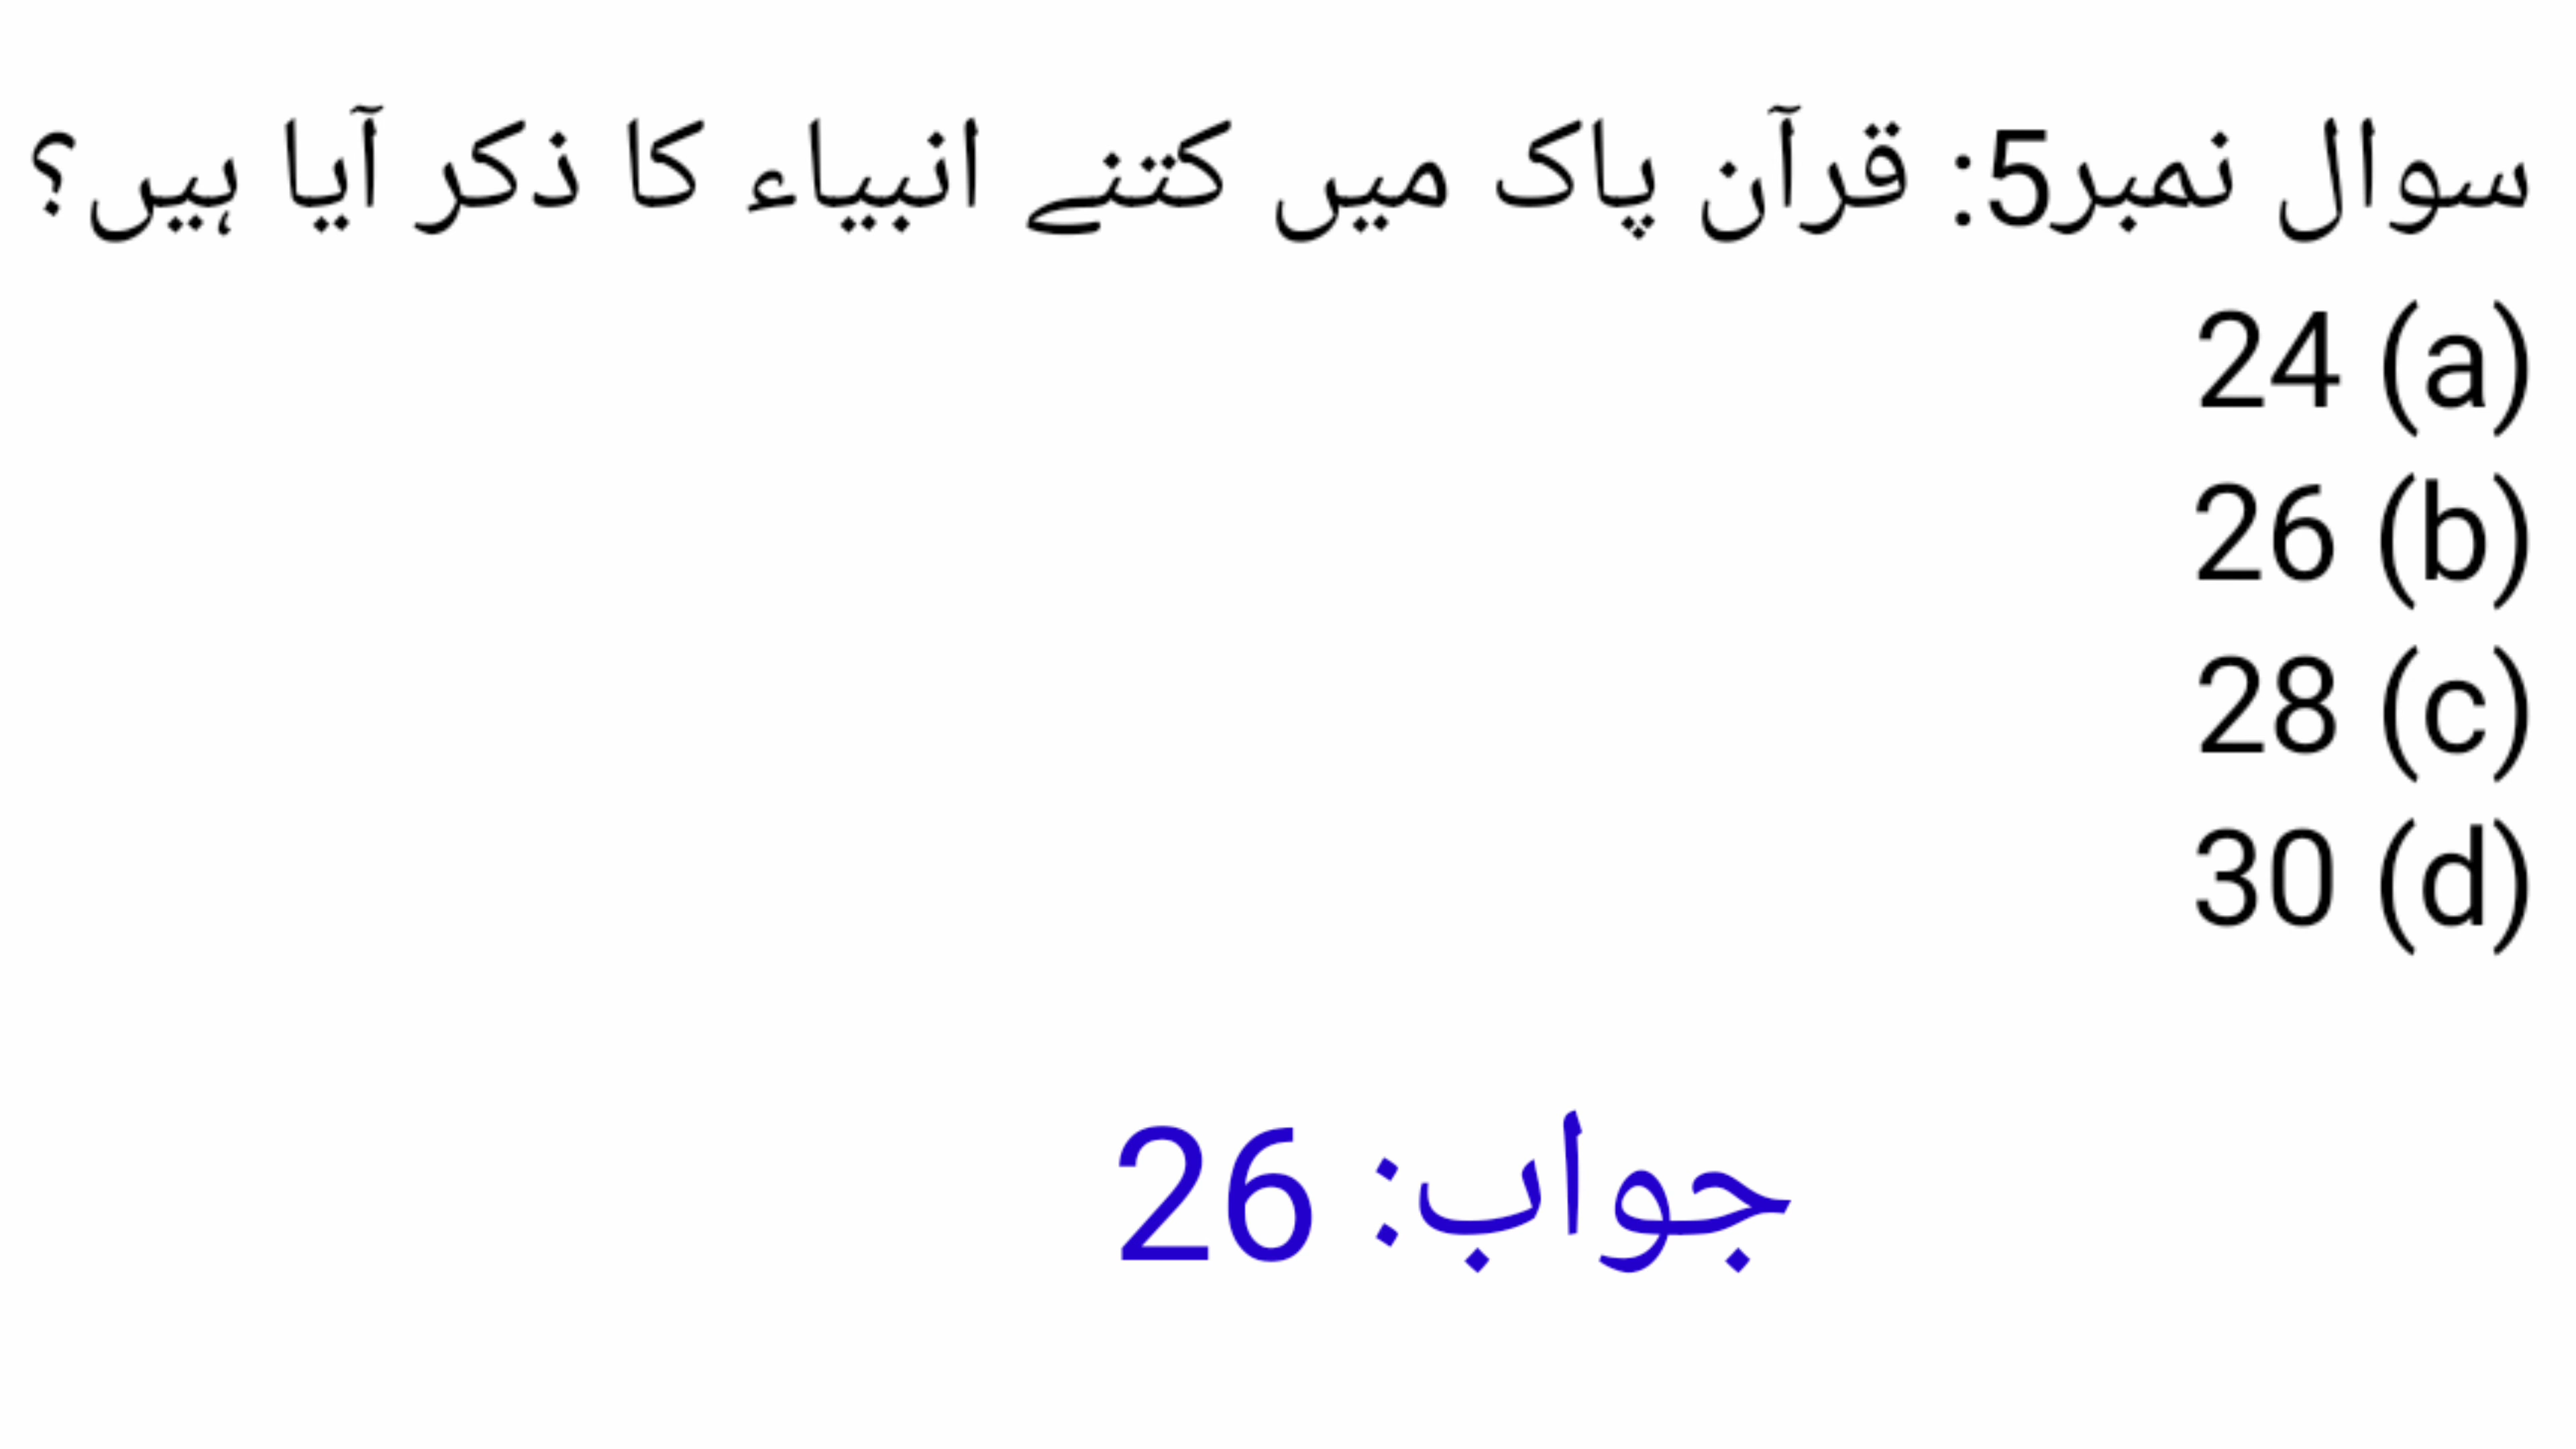 سوال نمبر5: قرآن پاک میں کتنے انبیاء کا ذکر آیا ہیں؟
(a) 24
(b) 26
(c) 28
(d) 30
جواب: 26